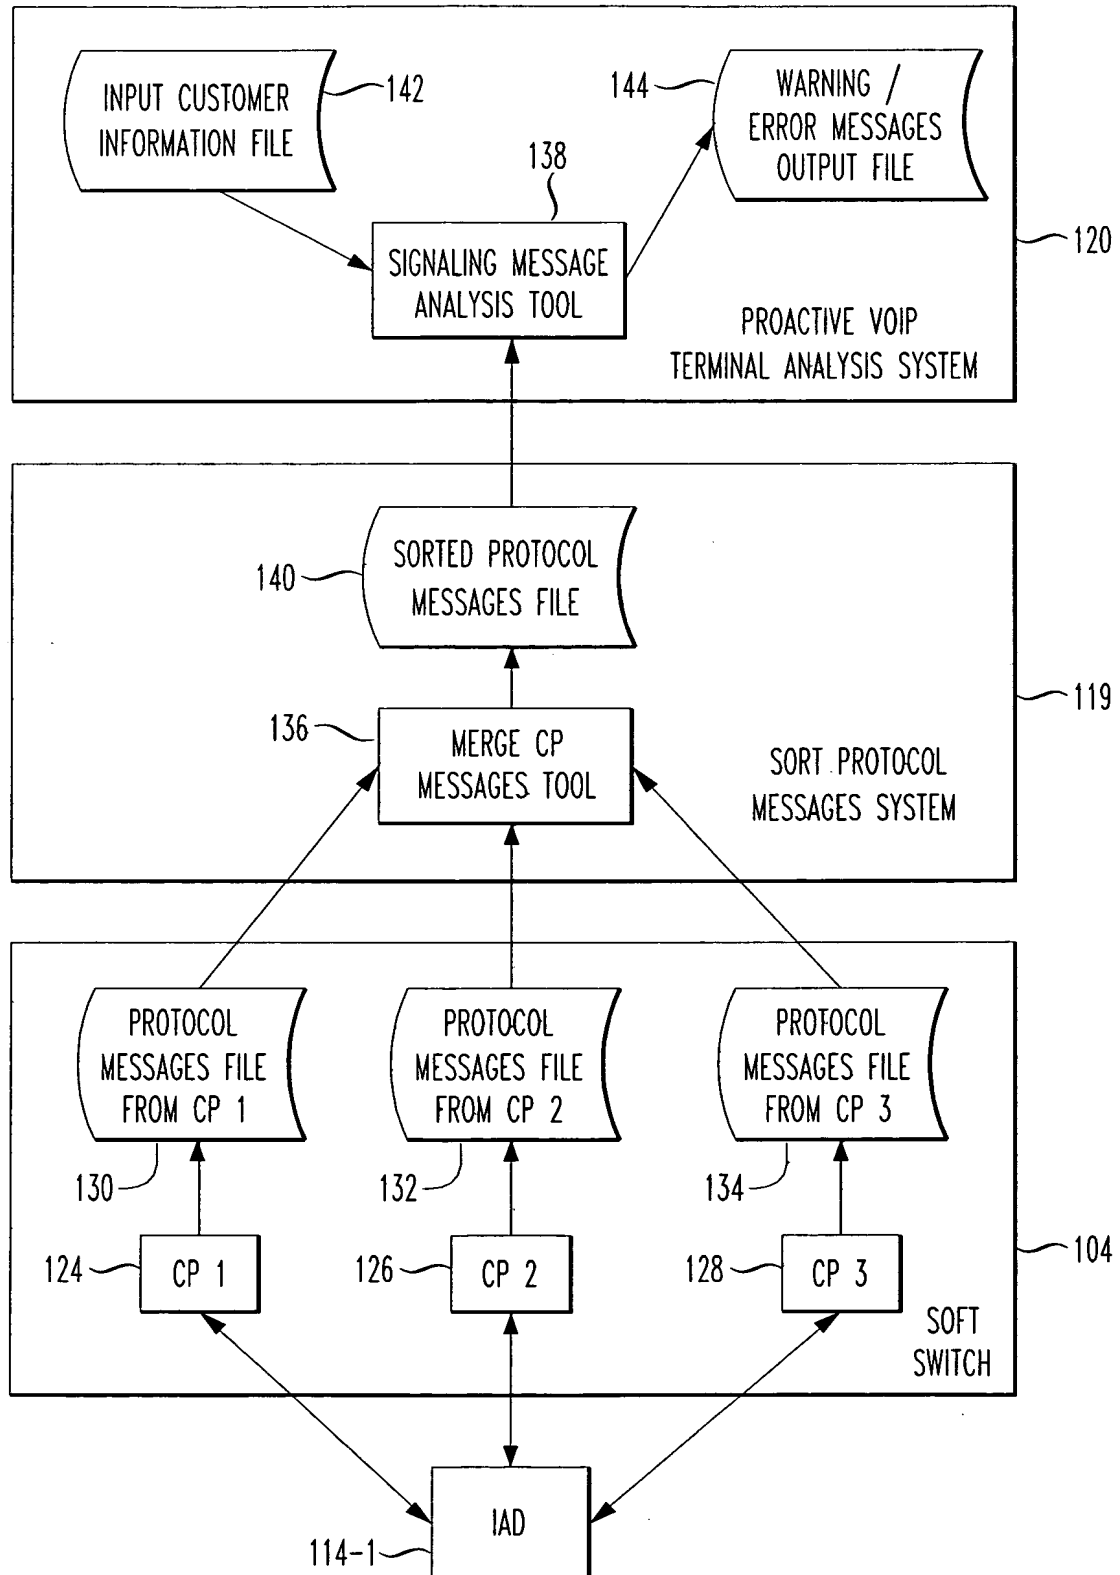 INPUT CUSTOMER
INFORMATION FILE
142
144
WARNING /
ERROR MESSAGES
OUTPUT FILE
138
SIGNALING MESSAGE
ANALYSIS TOOL
120
PROACTIVE VOIP
TERMINAL ANALYSIS SYSTEM
140
SORTED PROTOCOL
MESSAGES FILE
119
136
MERGE CP
MESSAGES TOOL
SORT PROTOCOL
MESSAGES SYSTEM
PROTOCOL
MESSAGES FILE
FROM CP 1
PROTOCOL
MESSAGES FILE
FROM CP 2
PROTOCOL
MESSAGES FILE
FROM CP 3
130
132
134
124
CP 1
126
CP 2
128
CP 3
104
SOFT
SWITCH
IAD
114-1